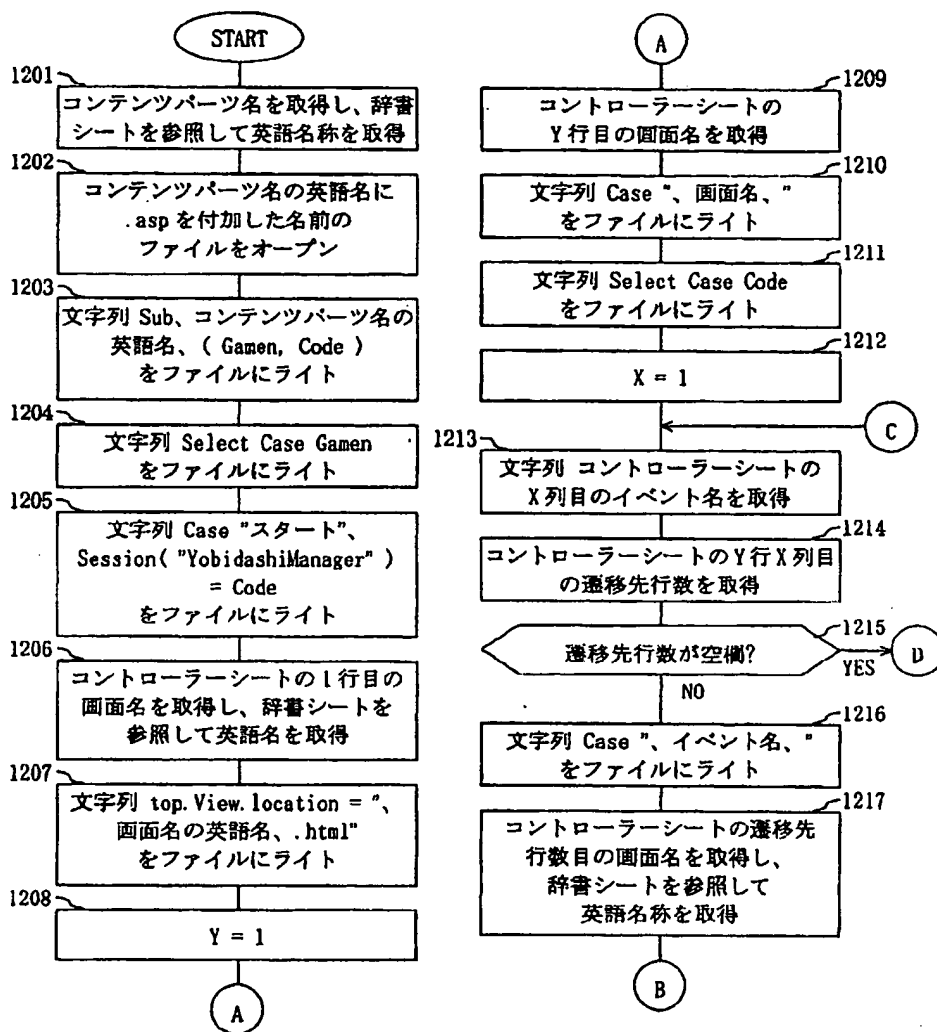 START
1201
コンテンツパーツ名を取得し、辞書
シートを参照して英語名称を取得
1202
コンテンツパーツ名の英語名に
.asp を付加した名前の
ファイルをオープン
1203
文字列 Sub、コンテンツパーツ名の
英語名、( Gamen, Code )
をファイルにライト
1204
文字列 Select Case Gamen
をファイルにライト
1205
文字列 Case "スタート"、
Session( "YobidashiManager" )
= Code
をファイルにライト
1206
コントローラーシートの1行目の
画面名を取得し、辞書シートを
参照して英語名を取得
1207
文字列 top.View.location = "、
画面名の英語名、.html"
をファイルにライト
1208
Y = 1
A
A
1209
コントローラーシートの
Y行目の画面名を取得
1210
文字列 Case "、画面名、"
をファイルにライト
1211
文字列 Select Case Code
をファイルにライト
1212
X = 1
C
1213
文字列 コントローラーシートの
X列目のイベント名を取得
1214
コントローラーシートのY行X列目
の遷移先行数を取得
1215
遷移先行数が空欄?
YES
D
NO
1216
文字列 Case "、イベント名、"
をファイルにライト
1217
コントローラーシートの遷移先
行数目の画面名を取得し、
辞書シートを参照して
英語名称を取得
B